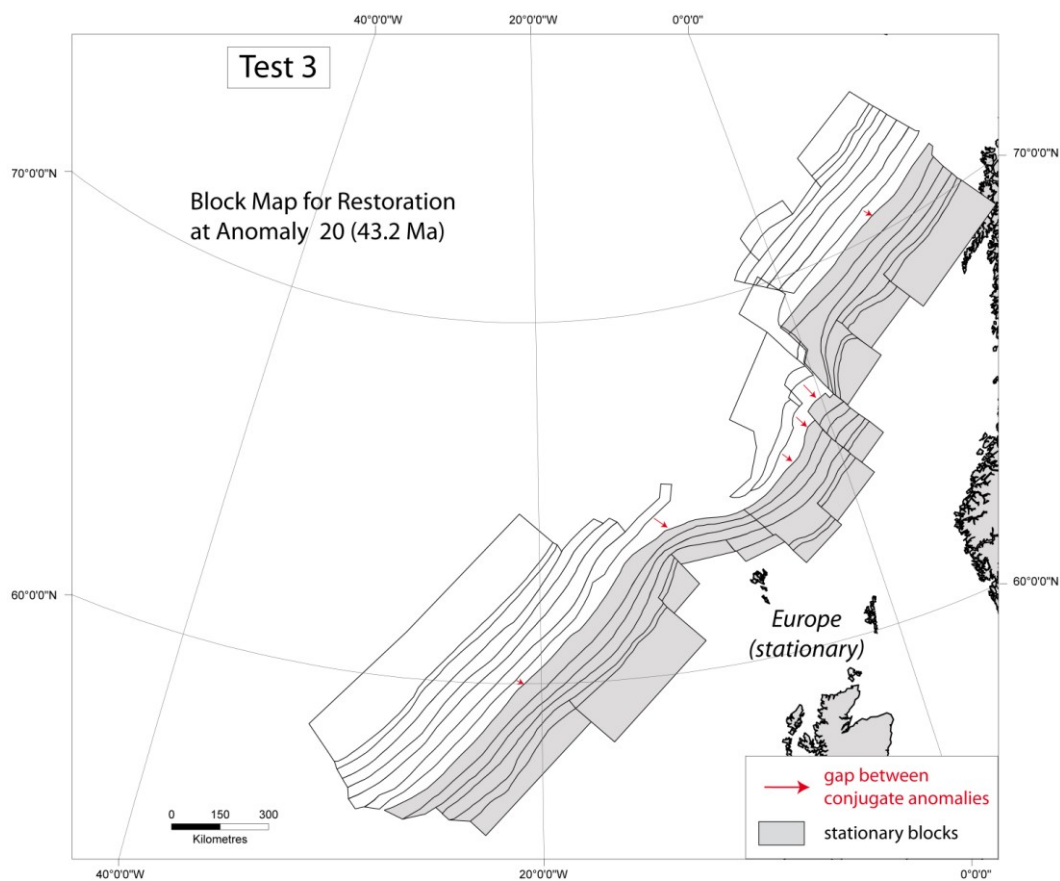 40°0'0"W 20°0'0"W 0°0'0"
Test 3
70°0'0"N 70°0'0"N
Block Map for Restoration
at Anomaly 20 (43.2 Ma)
60°0'0"N 60°0'0"N
Europe
(stationary)
gap between
conjugate anomalies
stationary blocks
0 150 300
Kilometres
40°0'0"W 20°0'0"W 0°0'0"